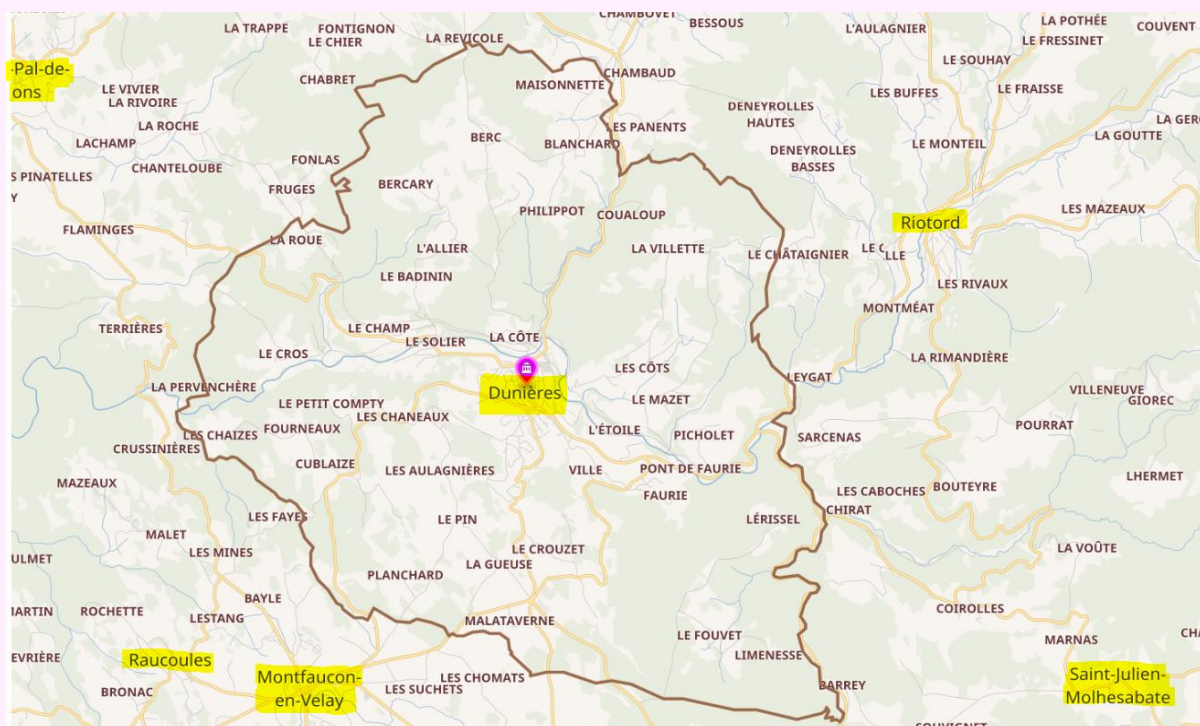 CHAMBOVET
LA TRAPPE
FONTIGNON
LE CHIER
LA REVICOLE
BESSOUS
L'AULAGNIER
LA POTHÉE
COUVENT
LE FRESSINET
LE SOUHAY
-Pal-de-
ons
LE VIVIER
LA RIVOIRE
CHABRET
MAISONNETTE
CHAMBAUD
LES BUFFES
LE FRAISSE
DENEYROLLES
HAUTES
LA ROCHE
LES PANENTS
LA GERC
LA GOUTTE
LACHAMP
BERC
BLANCHARD
LE MONTEIL
CHANTELOUBE
FONLAS
DENEYROLLES
BASSES
S PINATELLES
Y
FRUGES
BERCARY
PHILIPPOT
COUALOUP
Riotord
LES MAZEAUX
FLAMINGES
LA ROUE
L'ALLIER
LA VILLETTE
LE CHÂTAIGNIER
LE C
LLE
LE BADININ
LES RIVAUX
MONTMÉAT
TERRIÈRES
LE CHAMP
LE SOLIER
LA CÔTE
LE CROS
LA RIMANDIÈRE
LES CÔTS
LEYGAT
LA PERVENCHÈRE
Dunières
VILLENEUVE
GIOREC
LE PETIT COMPTY
LES CHANEAUX
LE MAZET
FOURNEAUX
LES CHAIZES
L'ÉTOILE
PICHOLET
SARCENAS
POURRAT
CRUSSINIÈRES
CUBLAIZE
LES AULAGNIÈRES
VILLE
PONT DE FAURIE
LHERMET
MAZEAUX
FAURIE
LES CABOCHES
BOUTEYRE
LES FAYES
LE PIN
LÉRISSEL
CHIRAT
MALET
LES MINES
LE CROUZET
LA VOÛTE
ULMET
LA GUEUSE
PLANCHARD
BAYLE
MARTIN
ROCHETTE
LESTANG
MALATAVERNE
COIROLLES
LE FOUVET
MARNAS
CHA
EVRIÈRE
Raucoules
LIMENESSE
Montfaucon-
en-Velay
LES CHOMATS
LES SUCHETS
BRONAC
BARREY
Saint-Julien-
Molhesabate